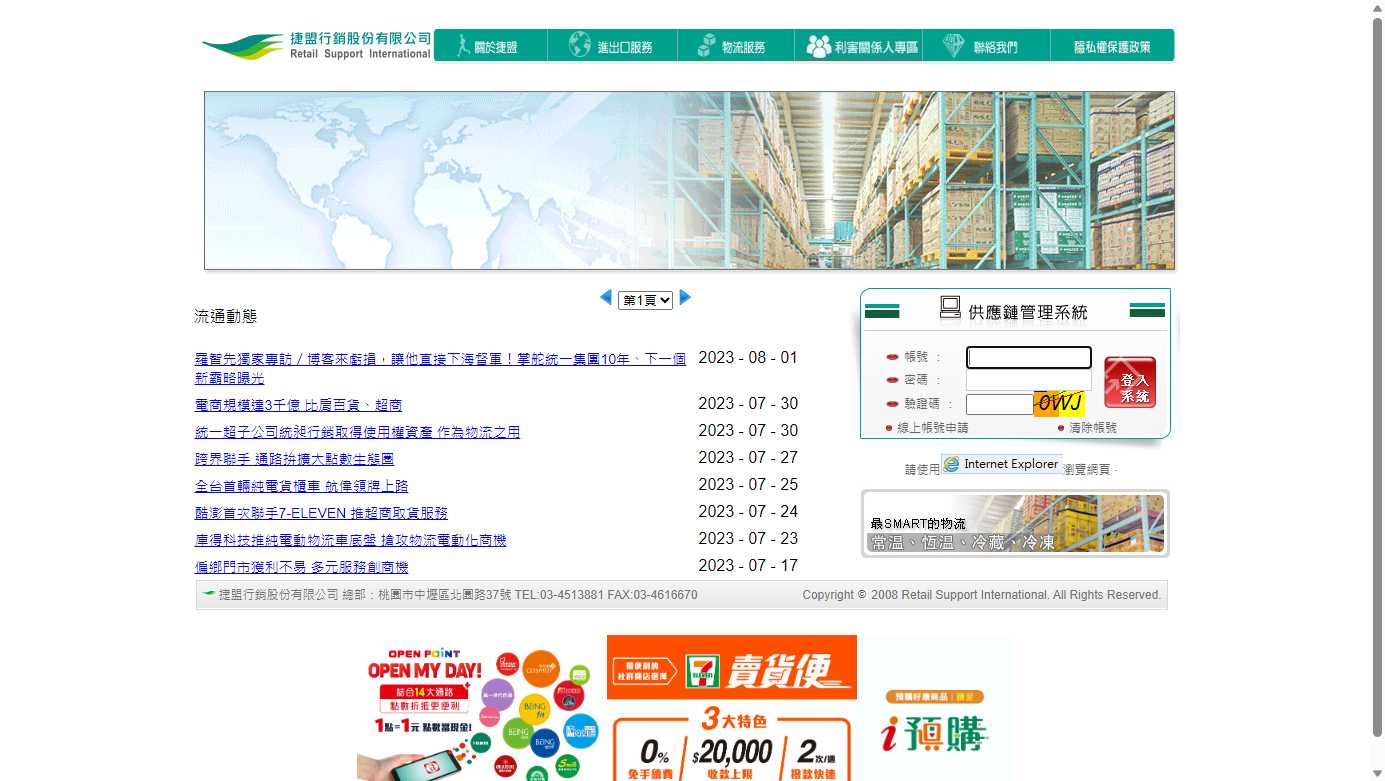 捷盟行銷股份有限公司
Retail Support International
關於捷盟
進出口服務
物流服務
利害關係人專區
聯絡我們
隱私權保護政策
第1頁
流通動態
羅智先獨家專訪／博客來虧損，讓他直接下海督軍！掌舵統一集團10年、下一個
新霸略曝光
2023 - 08 - 01
電商規模達3千億 比肩百貨、超商 2023 - 07 - 30
統一超子公司統昶行銷取得使用權資產 作為物流之用 2023 - 07 - 30
跨界聯手 通路拚擴大點數生態圈 2023 - 07 - 27
全台首輛純電貨櫃車 航偉領牌上路 2023 - 07 - 25
酷澎首次聯手7-ELEVEN 推超商取貨服務 2023 - 07 - 24
庫得科技推純電動物流車底盤 搶攻物流電動化商機 2023 - 07 - 23
偏鄉門市獲利不易 多元服務創商機 2023 - 07 - 17
供應鏈管理系統
帳號 ：
密碼 ：
驗證碼 ：
OWJ
登入
系統
線上帳號申請
清除帳號
請使用 Internet Explorer 瀏覽網頁 -
最SMART的物流
常溫、恆溫、冷藏、冷凍
捷盟行銷股份有限公司 總部：桃園市中壢區北園路37號 TEL:03-4513881 FAX:03-4616670
Copyright © 2008 Retail Support International. All Rights Reserved.
OPEN POINT
OPEN MY DAY!
結合14大通路
點數折抵更便利
1點=1元 點數當現金!
最便利的
社群開店選擇
7-ELEVEN
賣貨便
3大特色
0%
免手續費
$20,000
收款上限
2次/週
撥款快速
預購好康商品
i預購